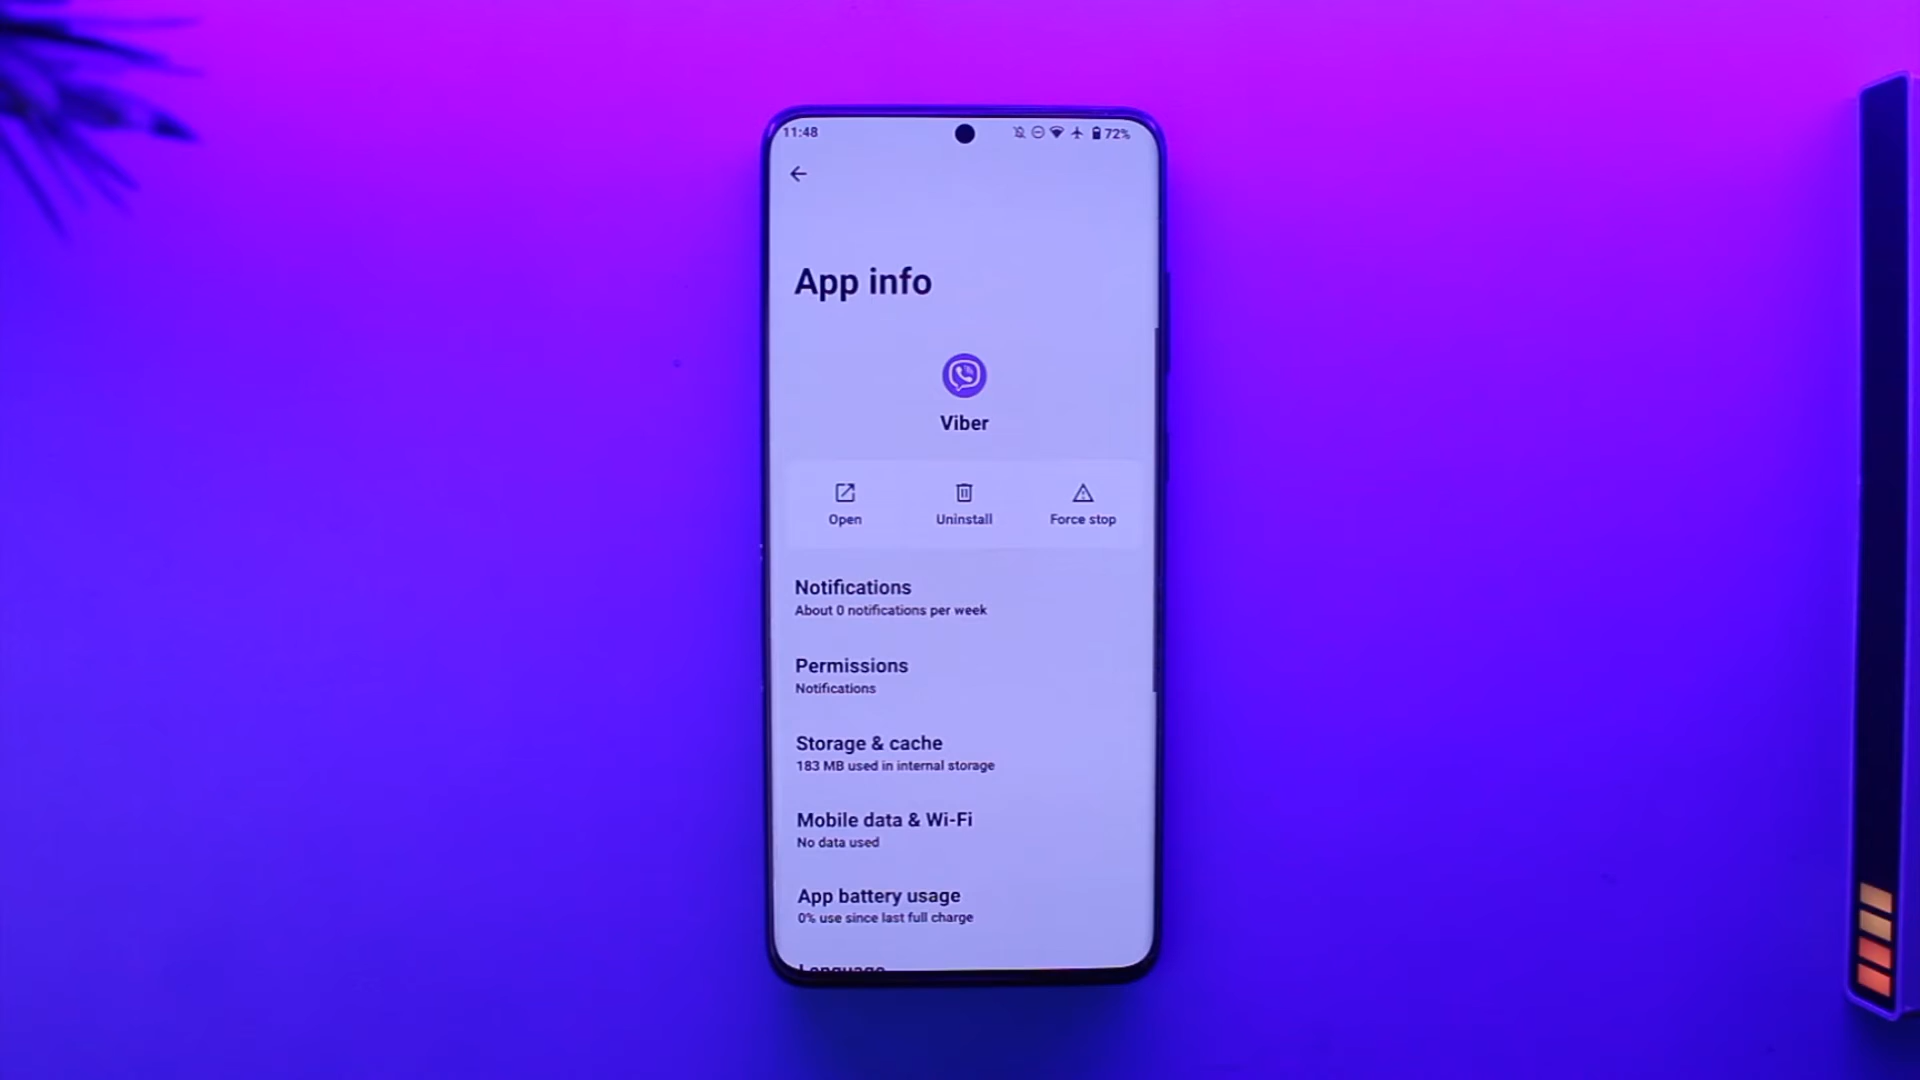 11:48
72%
App info
Viber
Open
Uninstall
Force stop
Notifications
About 0 notifications per week
Permissions
Notifications
Storage & cache
183 MB used in internal storage
Mobile data & Wi-Fi
No data used
App battery usage
0% use since last full charge
Language